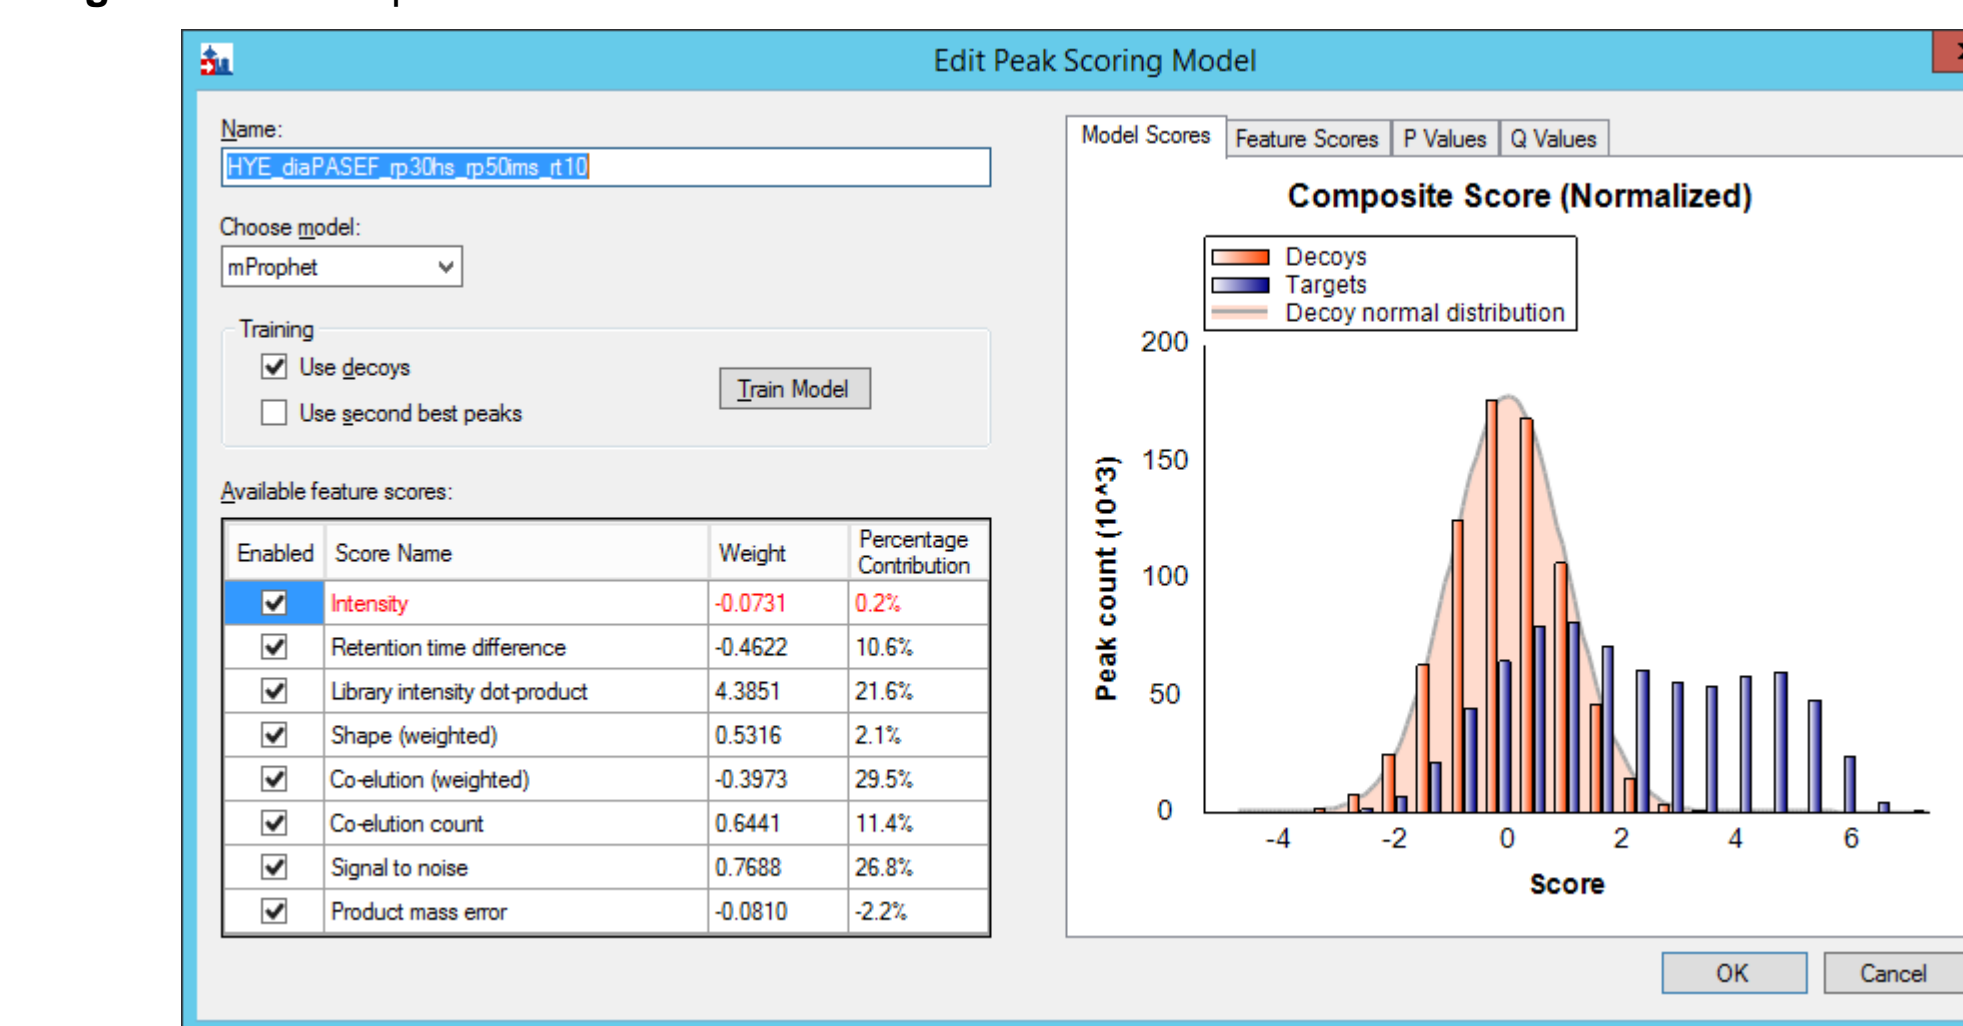 Edit Peak Scoring Model
Name:
HYE_diaPASEF_rp30hs_rp50ims_rt10
Choose model:
mProphet
Training
Use decoys
Use second best peaks
Train Model
Available feature scores:
Enabled Score Name Weight Percentage Contribution
Intensity -0.0731 0.2%
Retention time difference -0.4622 10.6%
Library intensity dot-product 4.3851 21.6%
Shape (weighted) 0.5316 2.1%
Co-elution (weighted) -0.3973 29.5%
Co-elution count 0.6441 11.4%
Signal to noise 0.7688 26.8%
Product mass error -0.0810 -2.2%
Model Scores Feature Scores P Values Q Values
Composite Score (Normalized)
Decoys
Targets
Decoy normal distribution
Peak count (10^3)
200
150
100
50
0
-4 -2 0 2 4 6
Score
OK Cancel